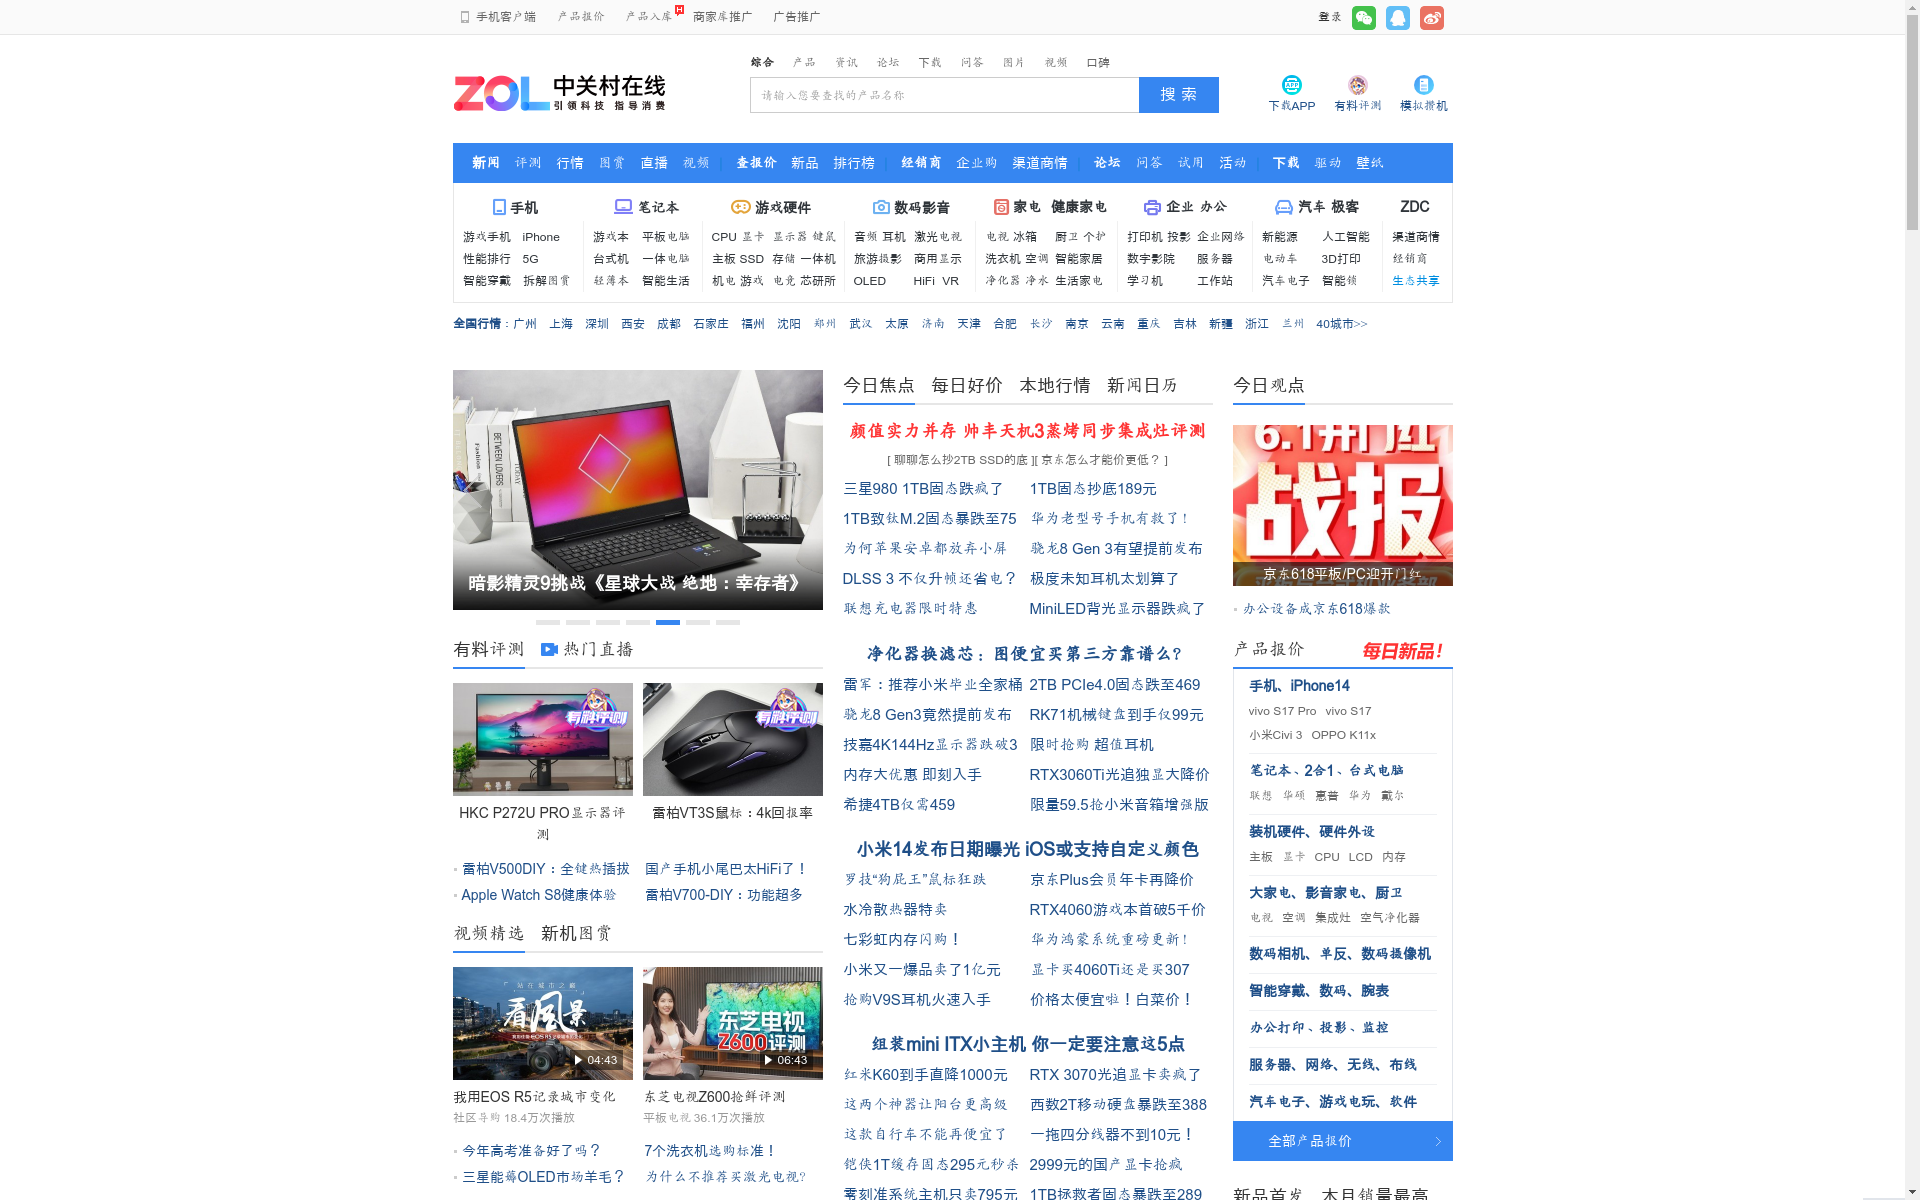 手机客户端 产品报价 产品入库 商家库推广 广告推广 登录
综合 产品 资讯 论坛 下载 问答 图片 视频 口碑
ZOL 中关村在线
引领科技 指导消费
请输入您要查找的产品名称 搜 索
下载APP 有料评测 模拟攒机
新闻 评测 行情 图赏 直播 视频 查报价 新品 排行榜 经销商 企业购 渠道商情 论坛 问答 试用 活动 下载 驱动 壁纸
手机 笔记本 游戏硬件 数码影音 家电 健康家电 企业 办公 汽车 极客 ZDC
游戏手机 iPhone 游戏本 平板电脑 CPU 显卡 显示器 键鼠 音频 耳机 激光电视 电视 冰箱 厨卫 个护 打印机 投影 企业网络 新能源 人工智能 渠道商情
性能排行 5G 台式机 一体电脑 主板 SSD 存储 一体机 旅游摄影 商用显示 洗衣机 空调 智能家居 数字影院 服务器 电动车 3D打印 经销商
智能穿戴 拆解图赏 轻薄本 智能生活 机电 游戏 电竞 芯研所 OLED HiFi VR 净化器 净水 生活家电 学习机 工作站 汽车电子 智能锁 生态共享
全国行情：广州 上海 深圳 西安 成都 石家庄 福州 沈阳 郑州 武汉 太原 济南 天津 合肥 长沙 南京 云南 重庆 吉林 新疆 浙江 兰州 40城市>>
暗影精灵9挑战《星球大战 绝地：幸存者》
有料评测 热门直播
有料评测
有料评测
HKC P272U PRO显示器评测
雷柏VT3S鼠标：4k回报率
雷柏V500DIY：全键热插拔 国产手机小尾巴太HiFi了！
Apple Watch S8健康体验 雷柏V700-DIY：功能超多
视频精选 新机图赏
看风景
04:43
东芝电视
Z600评测
06:43
我用EOS R5记录城市变化 东芝电视Z600抢鲜评测
社区导购 18.4万次播放 平板电视 36.1万次播放
今年高考准备好了吗？ 7个洗衣机选购标准！
三星能薅OLED市场羊毛？ 为什么不推荐买激光电视?
今日焦点 每日好价 本地行情 新闻日历
颜值实力并存 帅丰天机3蒸烤同步集成灶评测
[ 聊聊怎么抄2TB SSD的底 ][ 京东怎么才能价更低？ ]
三星980 1TB固态跌疯了 1TB固态抄底189元
1TB致钛M.2固态暴跌至75 华为老型号手机有救了!
为何苹果安卓都放弃小屏 骁龙8 Gen 3有望提前发布
DLSS 3 不仅升帧还省电？ 极度未知耳机太划算了
联想充电器限时特惠 MiniLED背光显示器跌疯了
净化器换滤芯：图便宜买第三方靠谱么?
雷军：推荐小米毕业全家桶 2TB PCIe4.0固态跌至469
骁龙8 Gen3竟然提前发布 RK71机械键盘到手仅99元
技嘉4K144Hz显示器跌破3 限时抢购 超值耳机
内存大优惠 即刻入手 RTX3060Ti光追独显大降价
希捷4TB仅需459 限量59.5抢小米音箱增强版
小米14发布日期曝光 iOS或支持自定义颜色
罗技“狗屁王”鼠标狂跌 京东Plus会员年卡再降价
水冷散热器特卖 RTX4060游戏本首破5千价
七彩虹内存闪购！ 华为鸿蒙系统重磅更新!
小米又一爆品卖了1亿元 显卡买4060Ti还是买307
抢购V9S耳机火速入手 价格太便宜啦！白菜价！
组装mini ITX小主机 你一定要注意这5点
红米K60到手直降1000元 RTX 3070光追显卡卖疯了
这两个神器让阳台更高级 西数2T移动硬盘暴跌至388
这款自行车不能再便宜了 一拖四分线器不到10元！
铠侠1T缓存固态295元秒杀 2999元的国产显卡抢疯
零刻准系统主机只卖795元 1TB拯救者固态暴跌至289
今日观点
6.1开门红
战报
京东618平板/PC迎开门红
办公设备成京东618爆款
产品报价 每日新品!
手机、iPhone14
vivo S17 Pro vivo S17
小米Civi 3 OPPO K11x
笔记本、2合1、台式电脑
联想 华硕 惠普 华为 戴尔
装机硬件、硬件外设
主板 显卡 CPU LCD 内存
大家电、影音家电、厨卫
电视 空调 集成灶 空气净化器
数码相机、单反、数码摄像机
智能穿戴、数码、腕表
办公打印、投影、监控
服务器、网络、无线、布线
汽车电子、游戏电玩、软件
全部产品报价
新品首发 本月销量最高